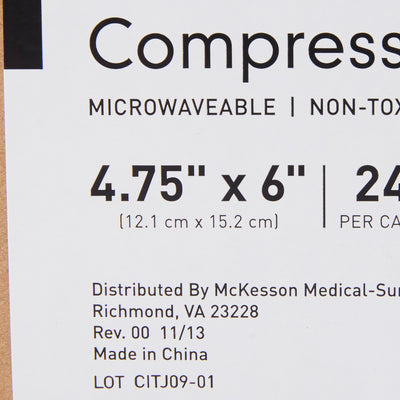 Compress
MICROWAVEABLE | NON-TOX
4.75" x 6" | 24
(12.1 cm x 15.2 cm) PER CA
Distributed By McKesson Medical-Sur
Richmond, VA 23228
Rev. 00 11/13
Made in China
LOT CITJ09-01